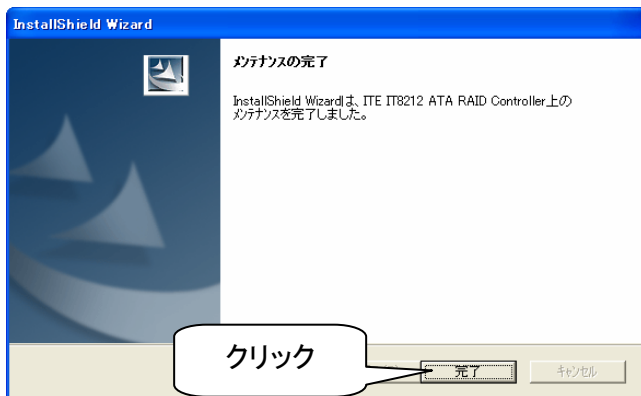 InstallShield Wizard
メンテナンスの完了
InstallShield Wizardは、ITE IT8212 ATA RAID Controller上の
メンテナンスを完了しました。
クリック
完了
キャンセル